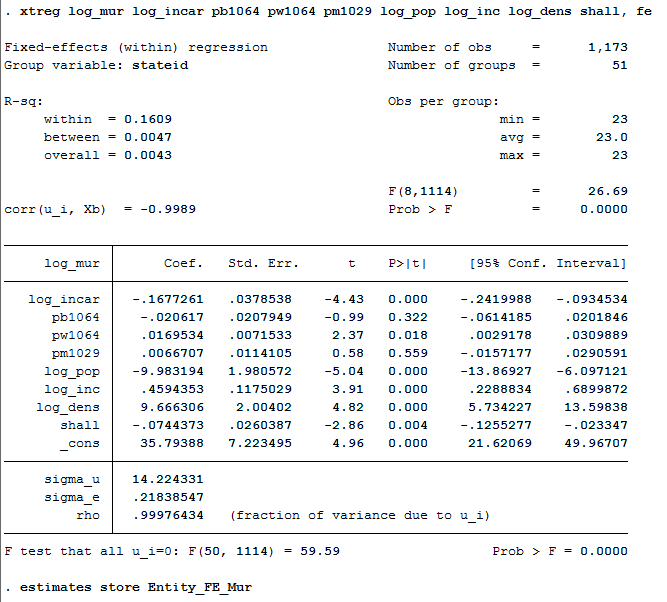 . xtreg log_mur log_incar pb1064 pw1064 pm1029 log_pop log_inc log_dens shall, fe
Fixed-effects (within) regression Number of obs = 1,173
Group variable: stateid Number of groups = 51
R-sq: Obs per group:
within = 0.1609 min = 23
between = 0.0047 avg = 23.0
overall = 0.0043 max = 23
F(8,1114) = 26.69
corr(u_i, Xb) = -0.9989 Prob > F = 0.0000
log_mur Coef. Std. Err. t P>|t| [95% Conf. Interval]
log_incar -.1677261 .0378538 -4.43 0.000 -.2419988 -.0934534
pb1064 -.020617 .0207949 -0.99 0.322 -.0614185 .0201846
pw1064 .0169534 .0071533 2.37 0.018 .0029178 .0309889
pm1029 .0066707 .0114105 0.58 0.559 -.0157177 .0290591
log_pop -9.983194 1.980572 -5.04 0.000 -13.86927 -6.097121
log_inc .4594353 .1175029 3.91 0.000 .2288834 .6899872
log_dens 9.666306 2.00402 4.82 0.000 5.734227 13.59838
shall -.0744373 .0260387 -2.86 0.004 -.1255277 -.023347
_cons 35.79388 7.223495 4.96 0.000 21.62069 49.96707
sigma_u 14.224331
sigma_e .21838547
rho .99976434 (fraction of variance due to u_i)
F test that all u_i=0: F(50, 1114) = 59.59 Prob > F = 0.0000
. estimates store Entity_FE_Mur